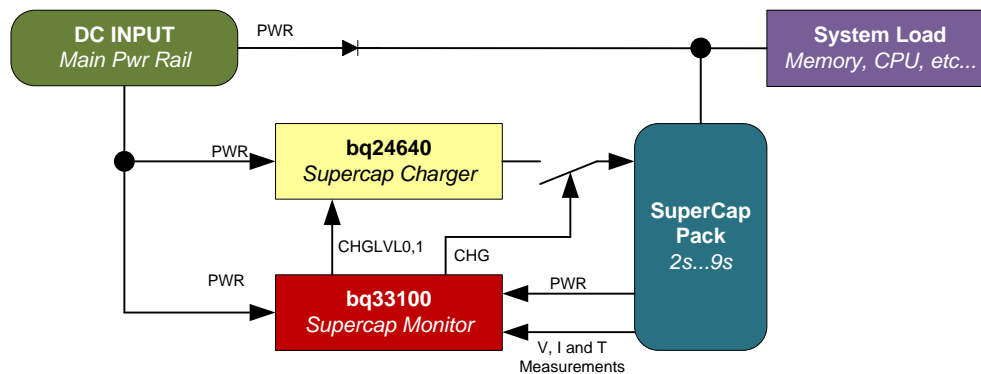 DC INPUT
Main Pwr Rail
PWR
System Load
Memory, CPU, etc...
PWR
bq24640
Supercap Charger
SuperCap
Pack
2s...9s
CHGLVL0,1
CHG
PWR
bq33100
Supercap Monitor
PWR
V, I and T
Measurements